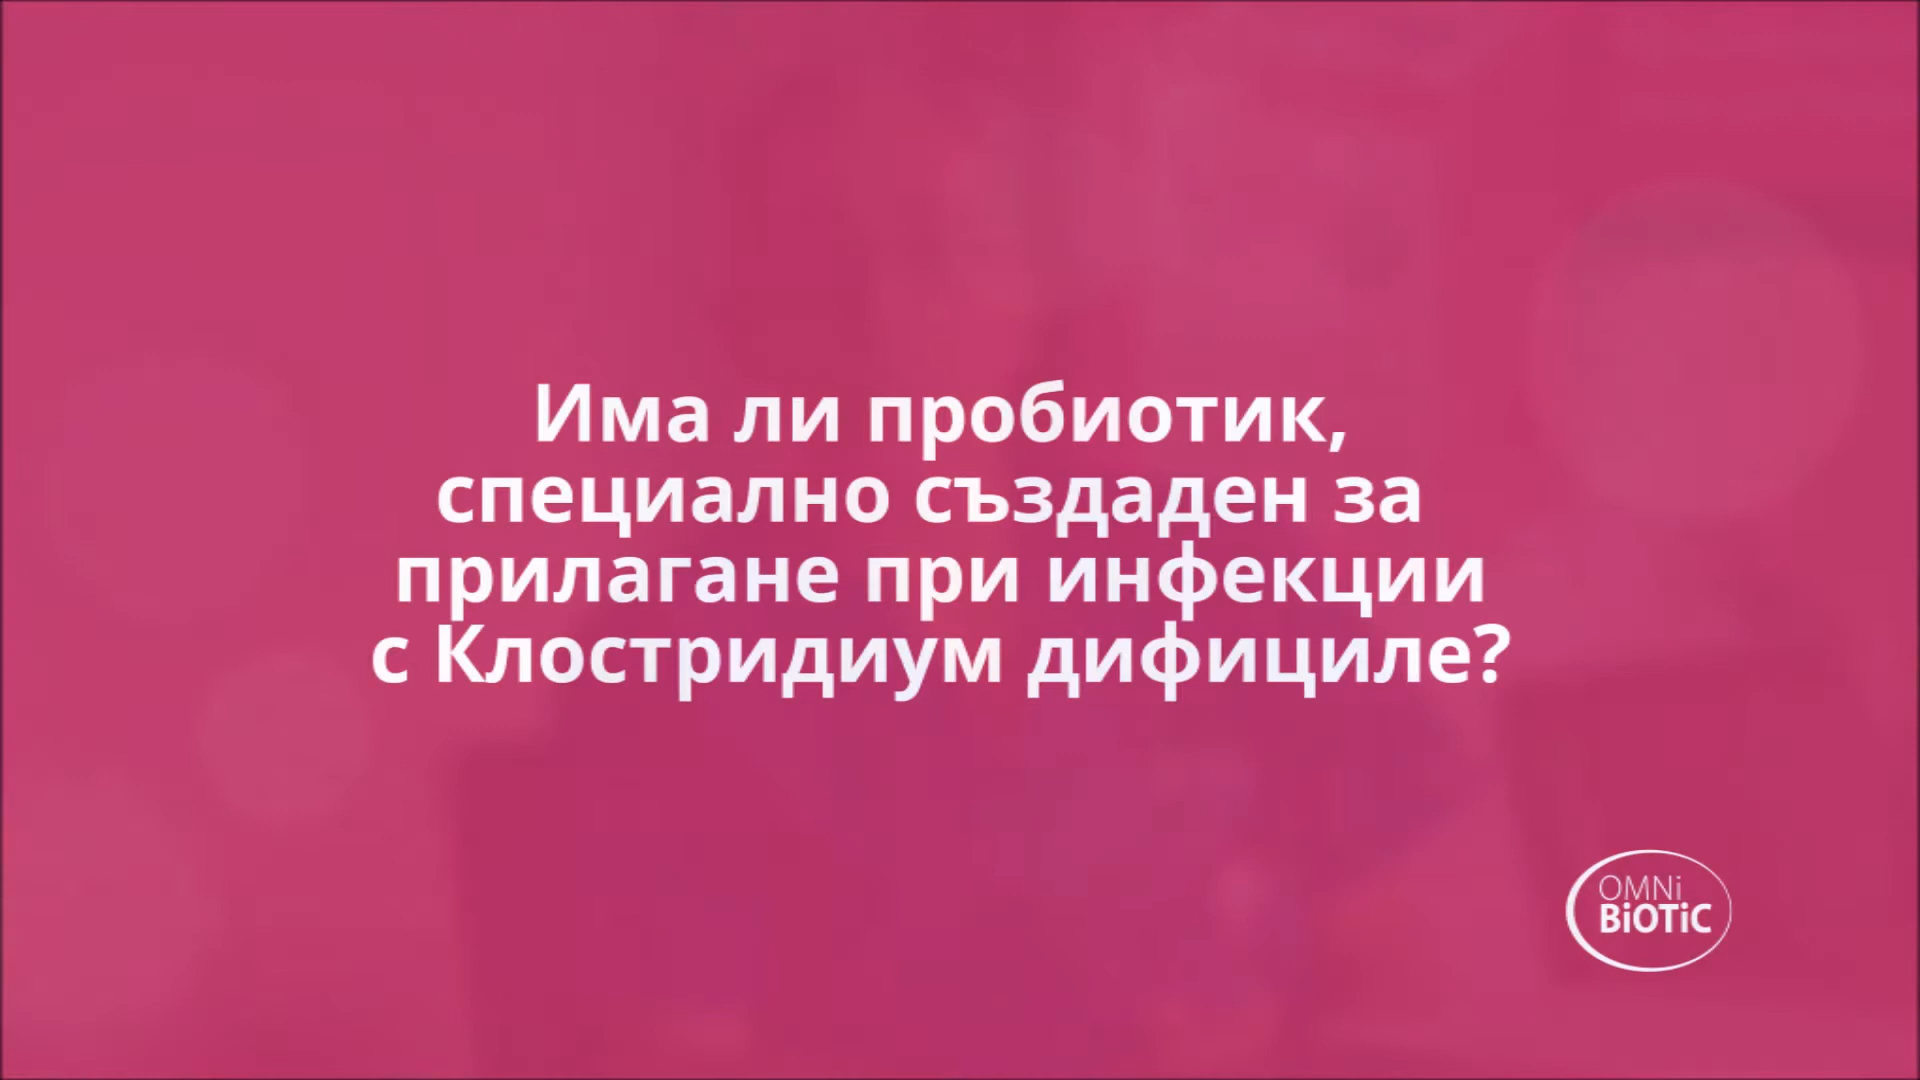 Има ли пробиотик,
специално създаден за
прилагане при инфекции
с Клостридиум дифициле?
OMNi
BiOTiC